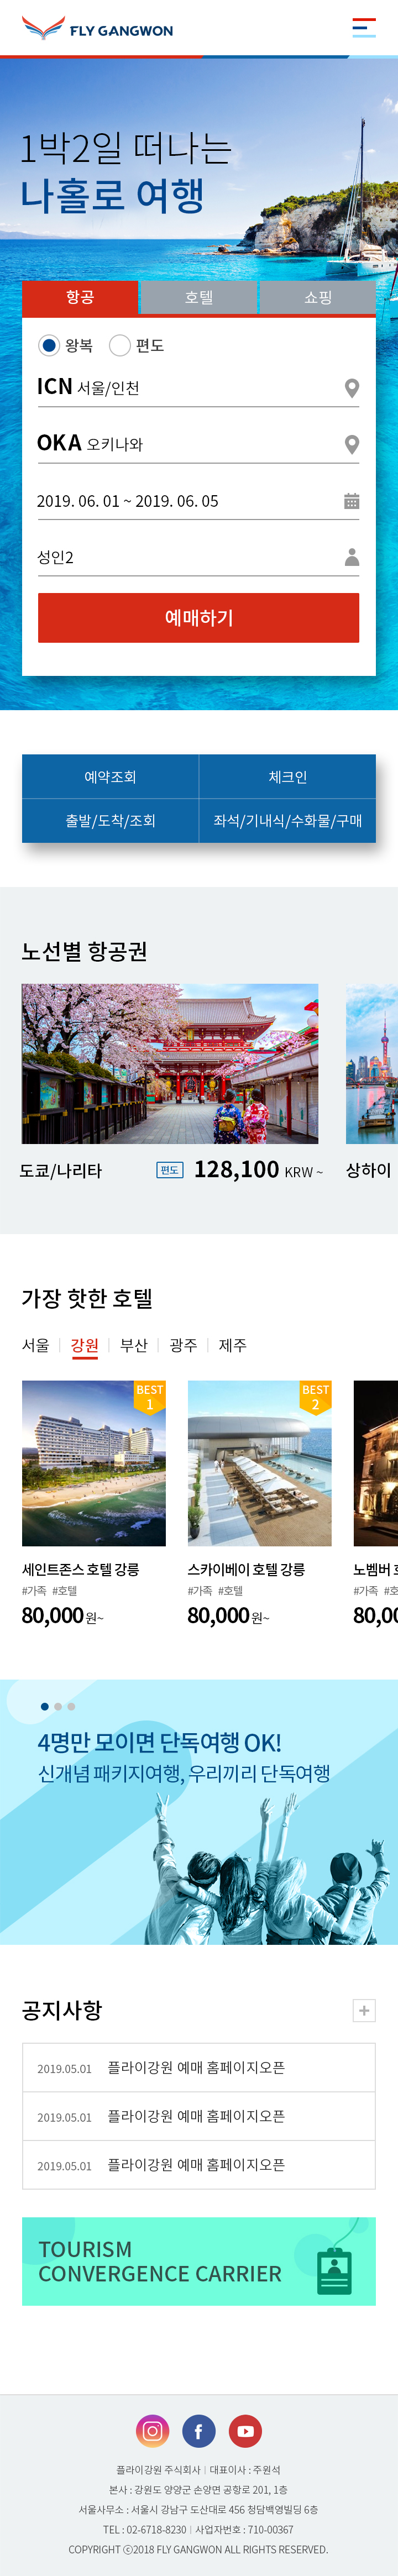 FLY GANGWON
1박2일 떠나는
나홀로 여행
항공 호텔 쇼핑
왕복 편도
ICN 서울/인천
OKA 오키나와
2019. 06. 01 ~ 2019. 06. 05
성인2
예매하기
예약조회 체크인
출발/도착/조회 좌석/기내식/수화물/구매
노선별 항공권
도쿄/나리타 편도 128,100 KRW ~ 상하이
가장 핫한 호텔
서울 강원 부산 광주 제주
BEST BEST
1 2
세인트존스 호텔 강릉 스카이베이 호텔 강릉 노벰버 호
#가족 #호텔 #가족 #호텔 #가족 #호
80,000 원~ 80,000 원~ 80,00
4명만 모이면 단독여행 OK!
신개념 패키지여행, 우리끼리 단독여행
공지사항
2019.05.01 플라이강원 예매 홈페이지오픈
2019.05.01 플라이강원 예매 홈페이지오픈
2019.05.01 플라이강원 예매 홈페이지오픈
TOURISM
CONVERGENCE CARRIER
플라이강원 주식회사 | 대표이사 : 주원석
본사 : 강원도 양양군 손양면 공항로 201, 1층
서울사무소 : 서울시 강남구 도산대로 456 청담백영빌딩 6층
TEL : 02-6718-8230 | 사업자번호 : 710-00367
COPYRIGHT ⓒ2018 FLY GANGWON ALL RIGHTS RESERVED.